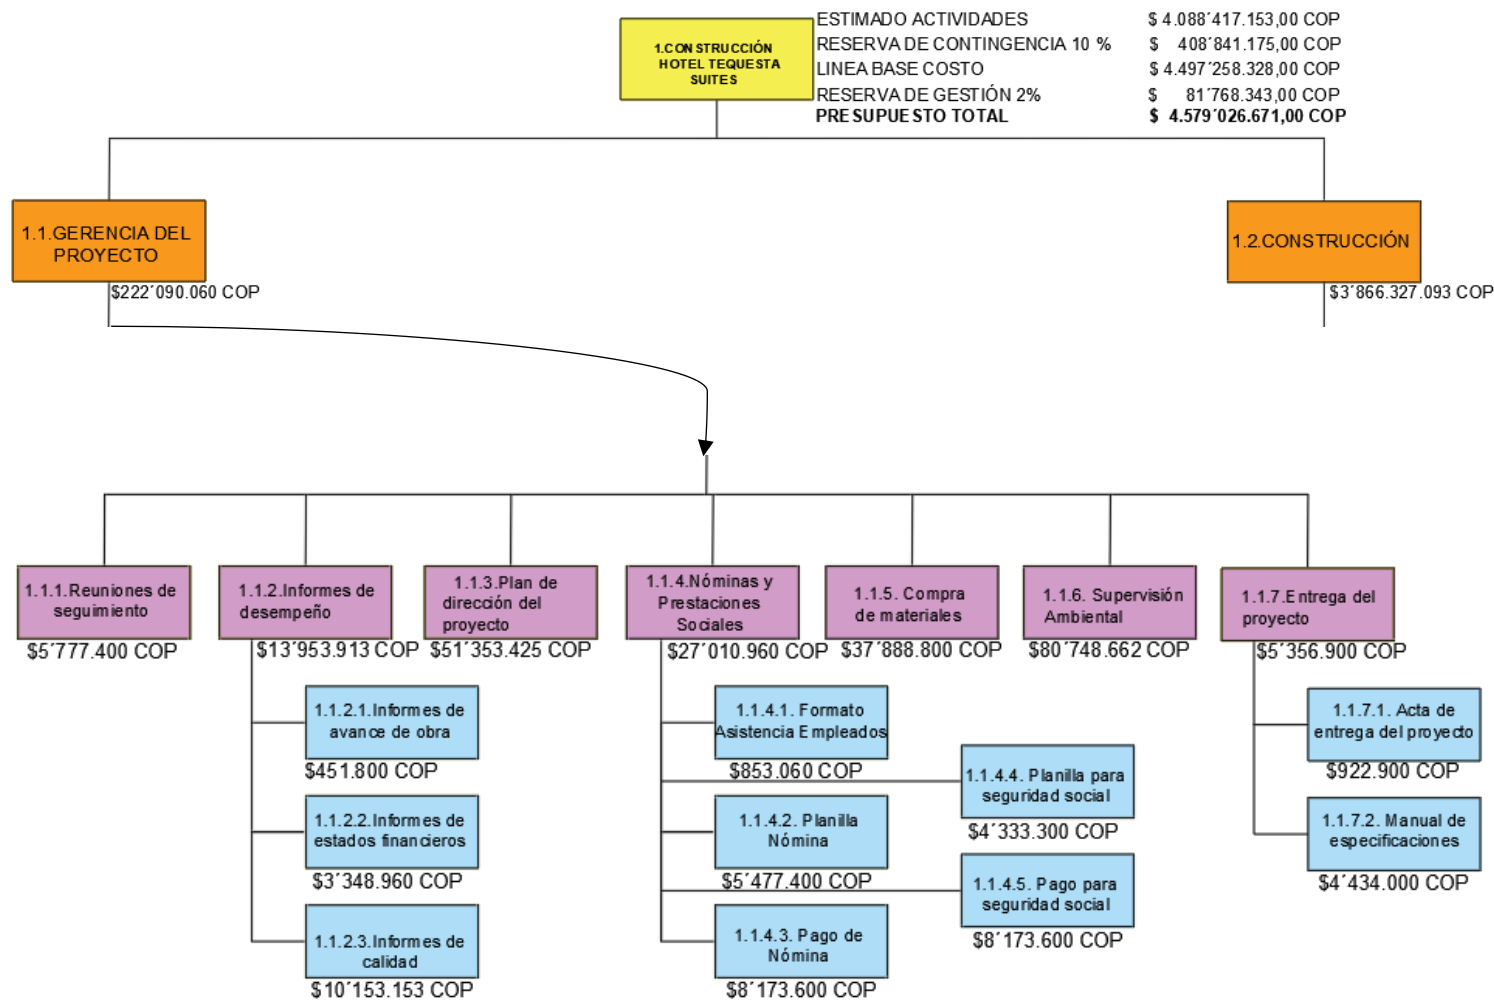 1.CONSTRUCCIÓN
HOTEL TEQUESTA
SUITES
ESTIMADO ACTIVIDADES $ 4.088´417.153,00 COP
RESERVA DE CONTINGENCIA 10 % $ 408´841.175,00 COP
LINEA BASE COSTO $ 4.497´258.328,00 COP
RESERVA DE GESTIÓN 2% $ 81´768.343,00 COP
PRESUPUESTO TOTAL $ 4.579´026.671,00 COP
1.1.GERENCIA DEL
PROYECTO
$222´090.060 COP
1.2.CONSTRUCCIÓN
$3´866.327.093 COP
1.1.1.Reuniones de
seguimiento
$5´777.400 COP
1.1.2.Informes de
desempeño
$13´953.913 COP
1.1.3.Plan de
dirección del
proyecto
$51´353.425 COP
1.1.4.Nóminas y
Prestaciones
Sociales
$27´010.960 COP
1.1.5. Compra
de materiales
$37´888.800 COP
1.1.6. Supervisión
Ambiental
$80´748.662 COP
1.1.7.Entrega del
proyecto
$5´356.900 COP
1.1.2.1.Informes de
avance de obra
$451.800 COP
1.1.2.2.Informes de
estados financieros
$3´348.960 COP
1.1.2.3.Informes de
calidad
$10´153.153 COP
1.1.4.1. Formato
Asistencia Empleados
$853.060 COP
1.1.4.2. Planilla
Nómina
$5´477.400 COP
1.1.4.3. Pago de
Nómina
$8´173.600 COP
1.1.4.4. Planilla para
seguridad social
$4´333.300 COP
1.1.4.5. Pago para
seguridad social
$8´173.600 COP
1.1.7.1. Acta de
entrega del proyecto
$922.900 COP
1.1.7.2. Manual de
especificaciones
$4´434.000 COP